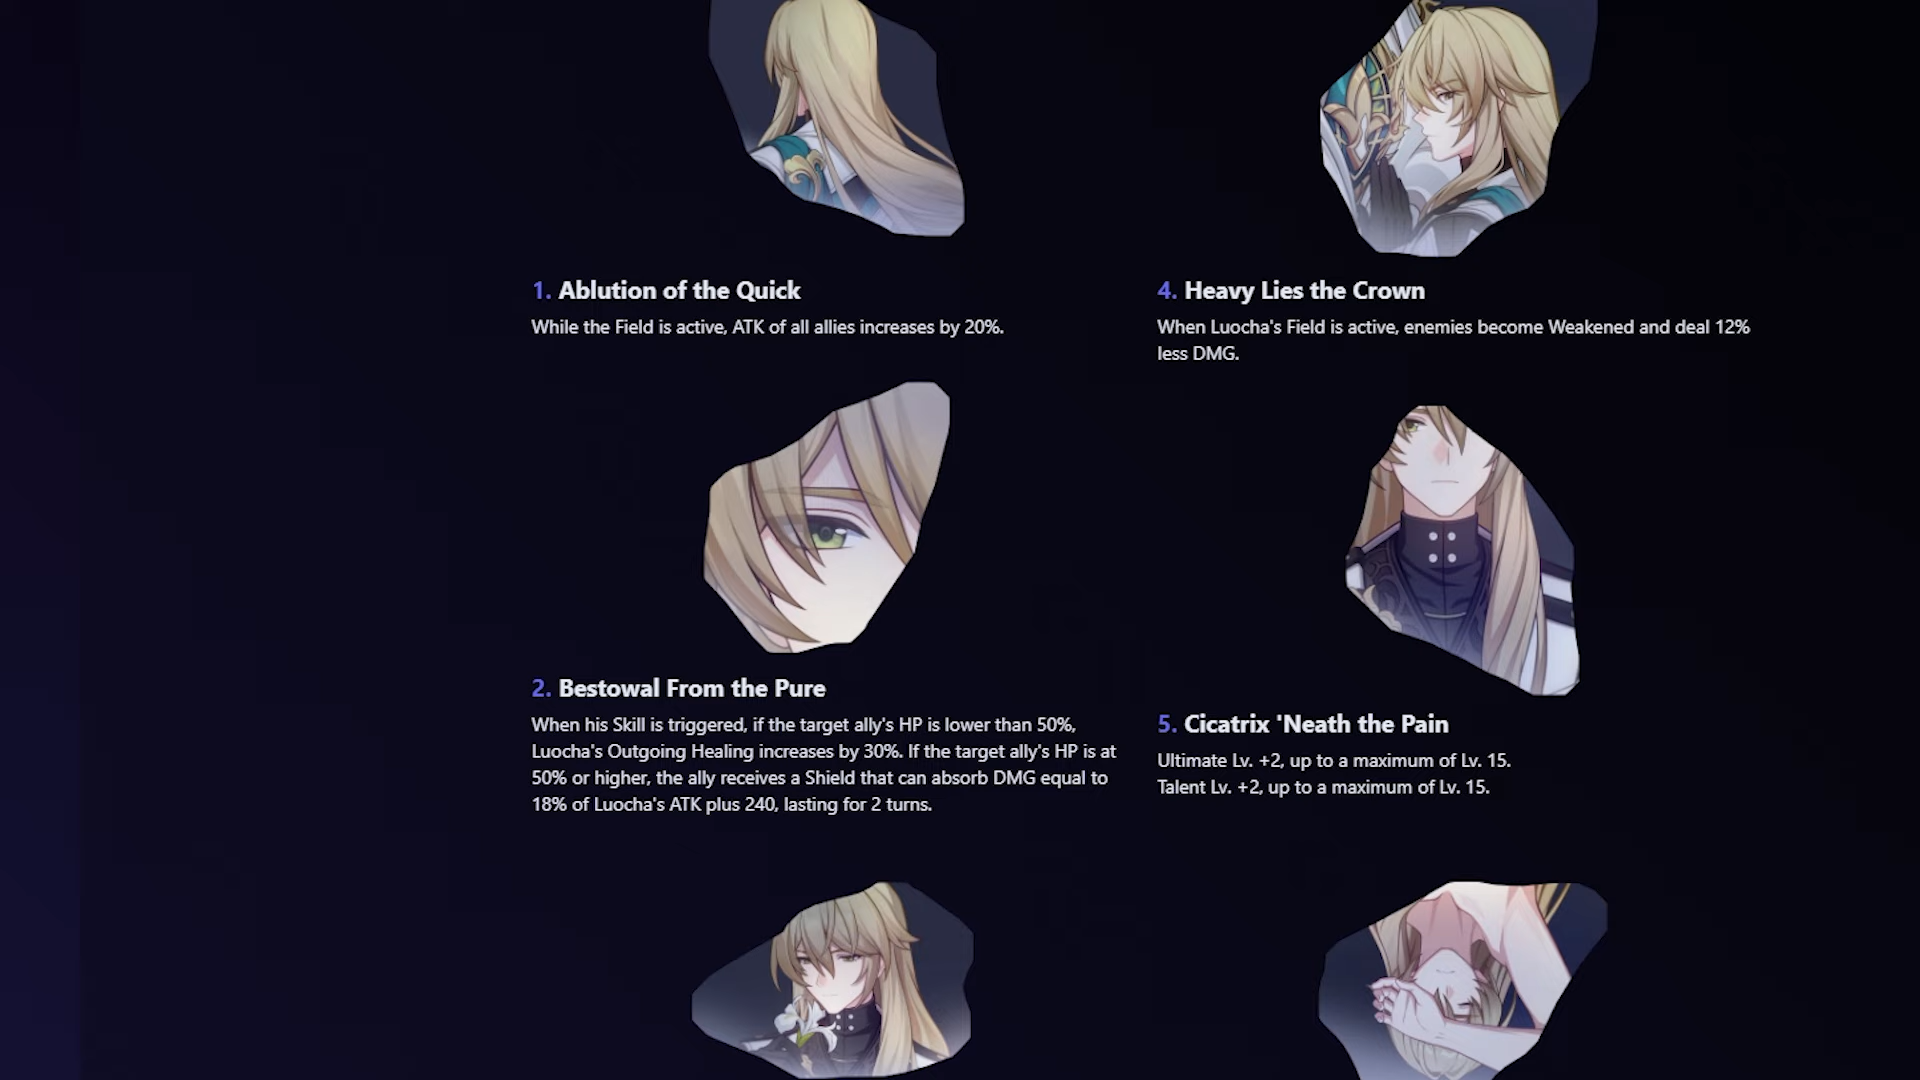 1. Ablution of the Quick
While the Field is active, ATK of all allies increases by 20%.
4. Heavy Lies the Crown
When Luocha's Field is active, enemies become Weakened and deal 12%
less DMG.
2. Bestowal From the Pure
When his Skill is triggered, if the target ally's HP is lower than 50%,
Luocha's Outgoing Healing increases by 30%. If the target ally's HP is at
50% or higher, the ally receives a Shield that can absorb DMG equal to
18% of Luocha's ATK plus 240, lasting for 2 turns.
5. Cicatrix 'Neath the Pain
Ultimate Lv. +2, up to a maximum of Lv. 15.
Talent Lv. +2, up to a maximum of Lv. 15.